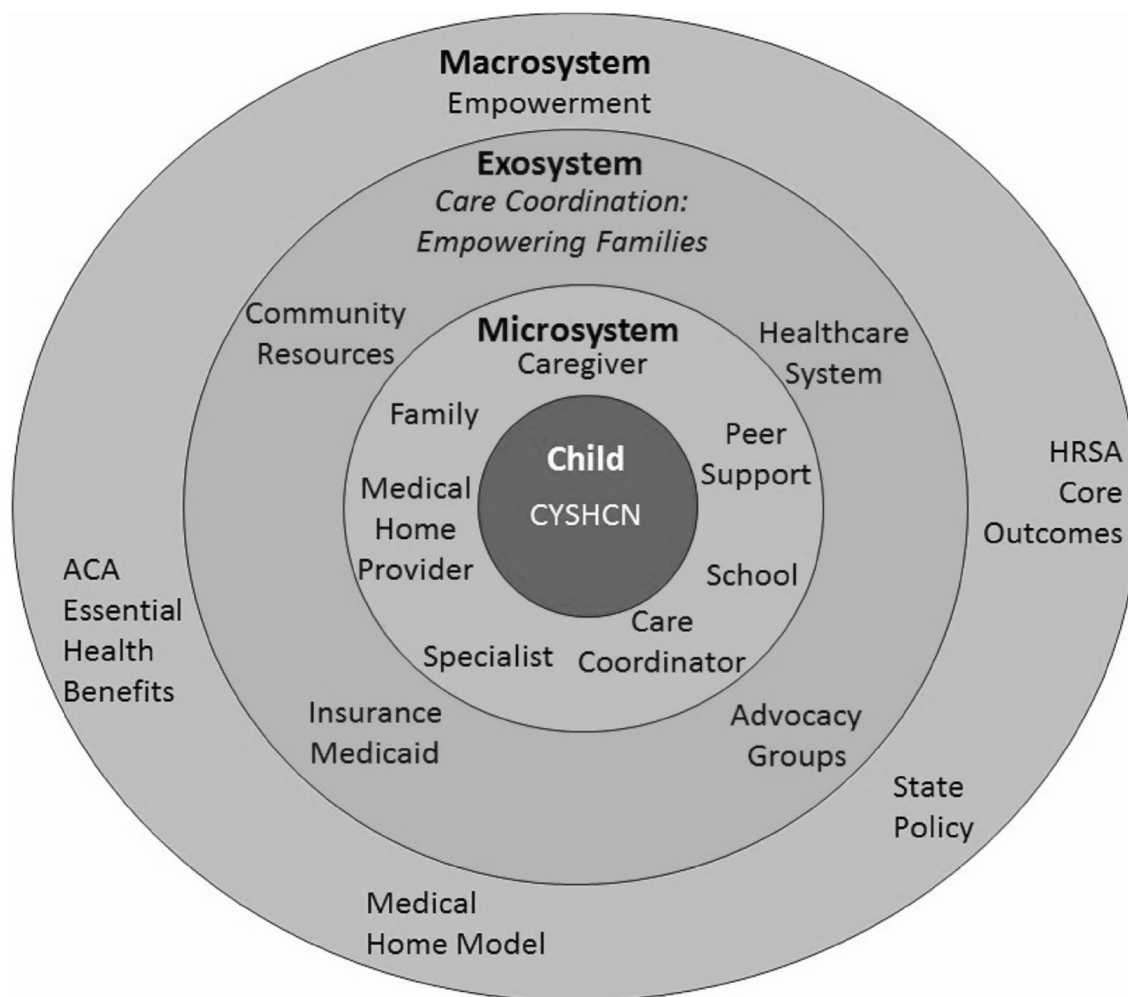 Macrosystem
Empowerment
Exosystem
Care Coordination:
Empowering Families
Community
Resources
Healthcare
System
Microsystem
Caregiver
Family
Peer
Support
Child
CYSHCN
Medical
Home
Provider
School
Care
Coordinator
Specialist
HRSA
Core
Outcomes
ACA
Essential
Health
Benefits
Insurance
Medicaid
Advocacy
Groups
State
Policy
Medical
Home Model